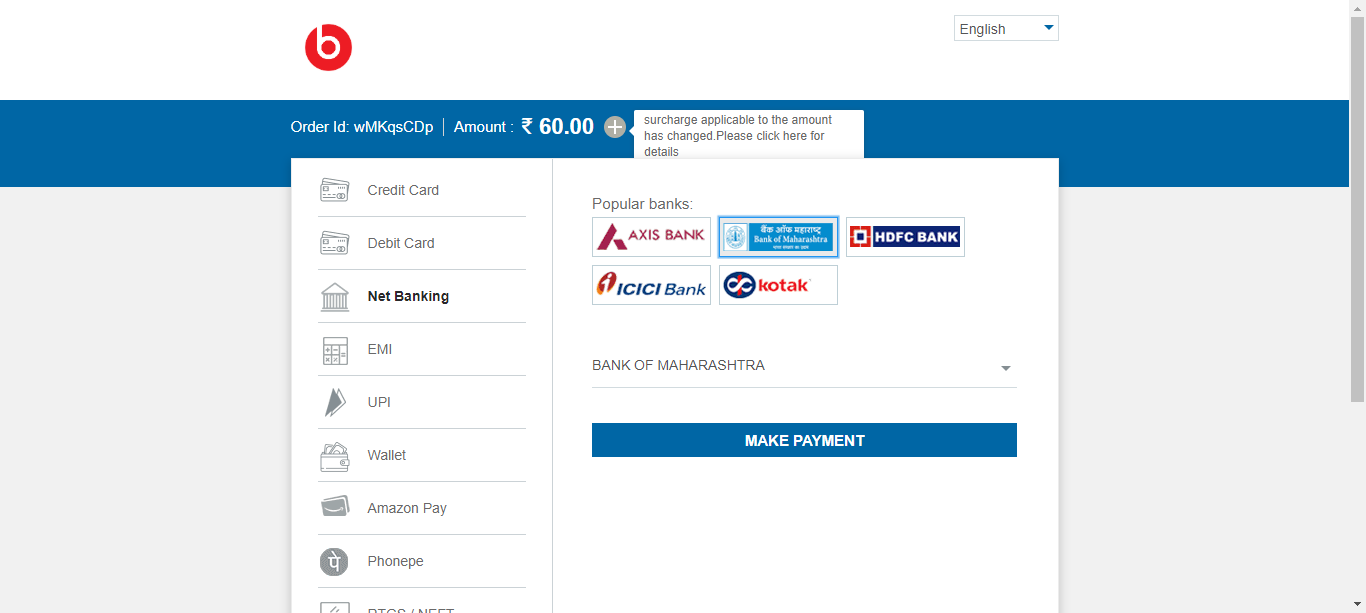 b
English
Order Id: wMKqsCDp
Amount : ₹ 60.00
surcharge applicable to the amount
has changed.Please click here for
details
Credit Card
Debit Card
Net Banking
EMI
UPI
Wallet
Amazon Pay
पे
Phonepe
RTGS / NEFT
Popular banks:
AXIS BANK
बैंक ऑफ महाराष्ट्र
Bank of Maharashtra
HDFC BANK
ICICI Bank
kotak
BANK OF MAHARASHTRA
MAKE PAYMENT